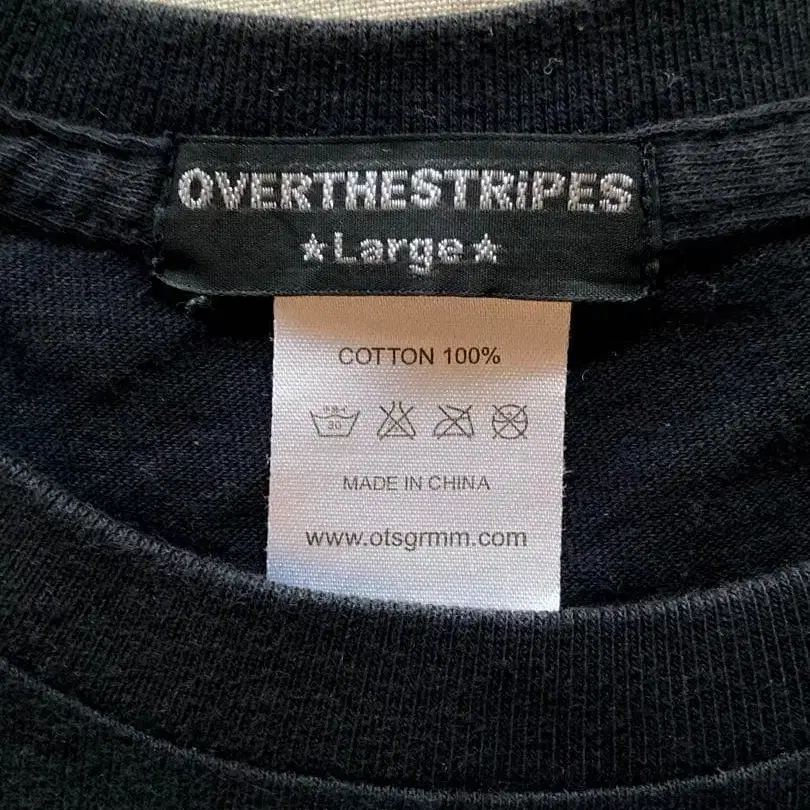 OVERTHESTRiPES
★Large★
COTTON 100%
30
MADE IN CHINA
www.otsgrmm.com